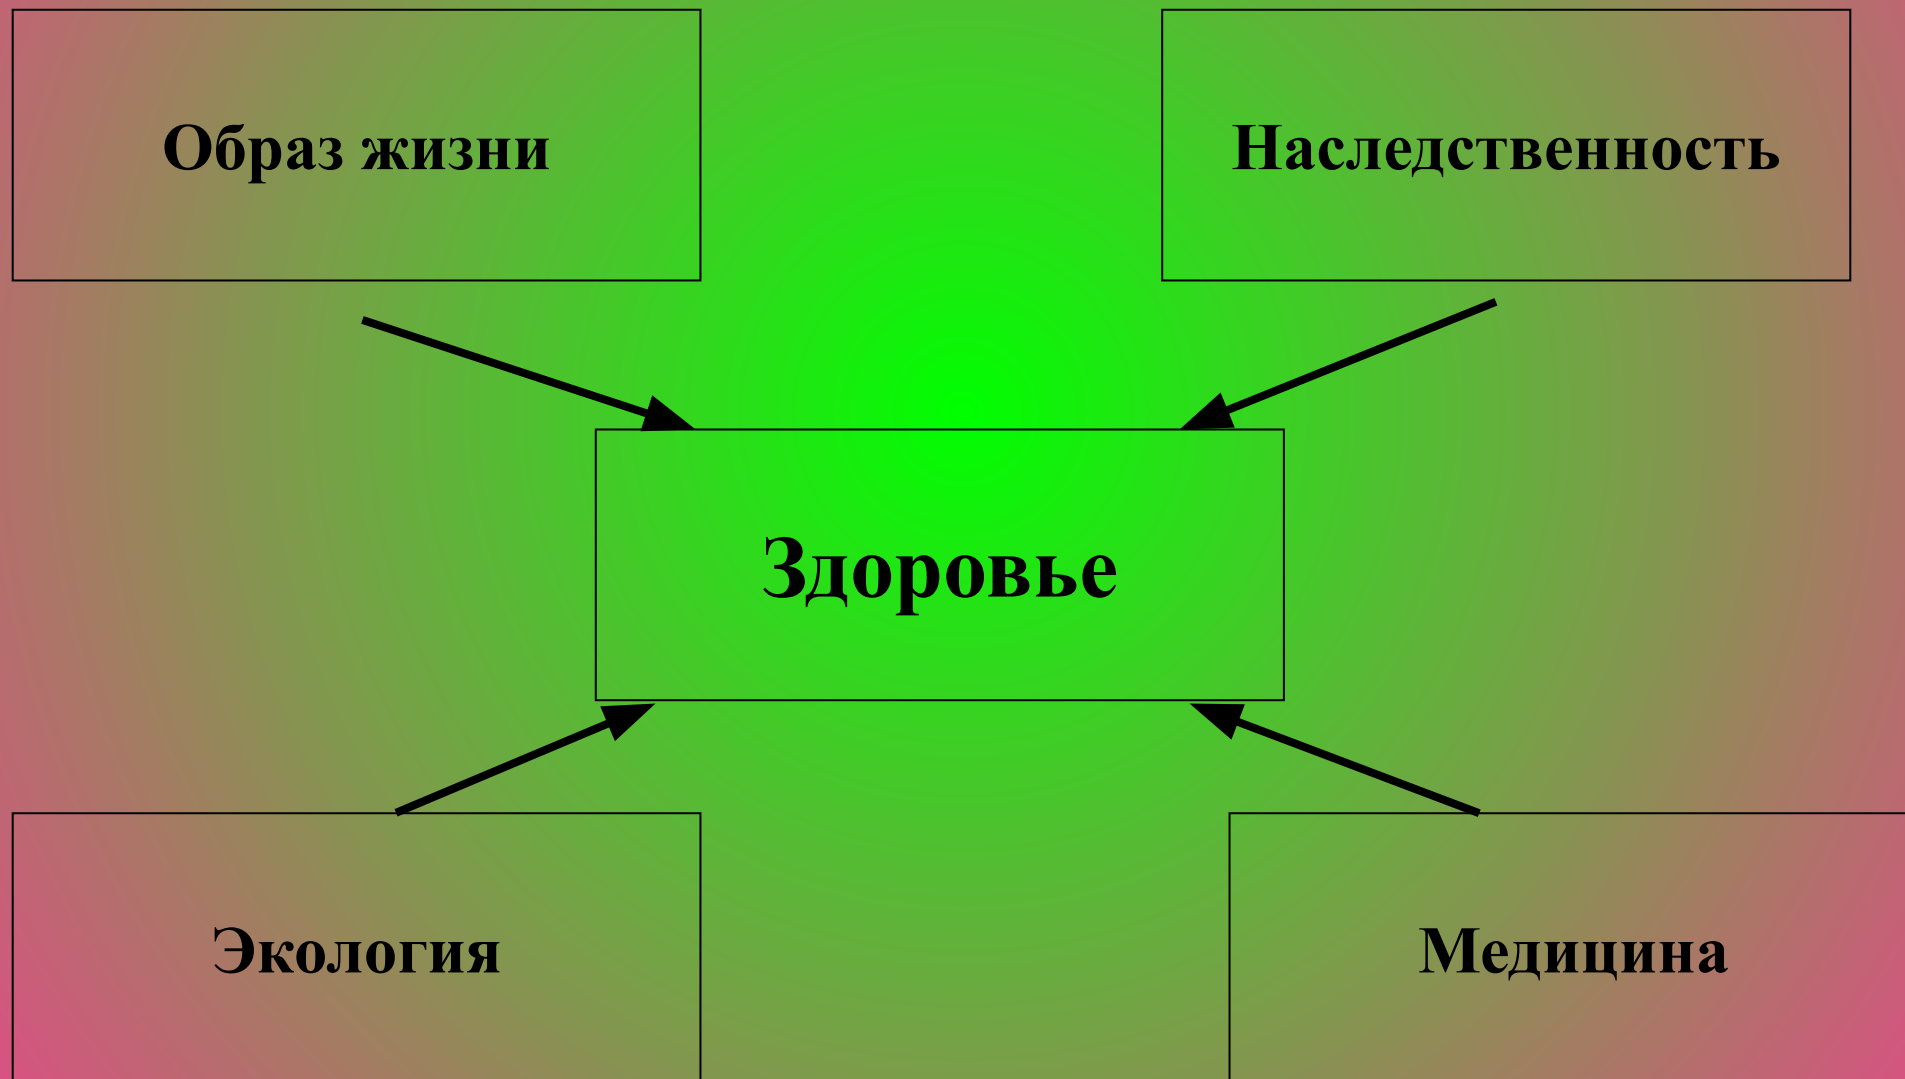 Образ жизни
Наследственность
Здоровье
Экология
Медицина